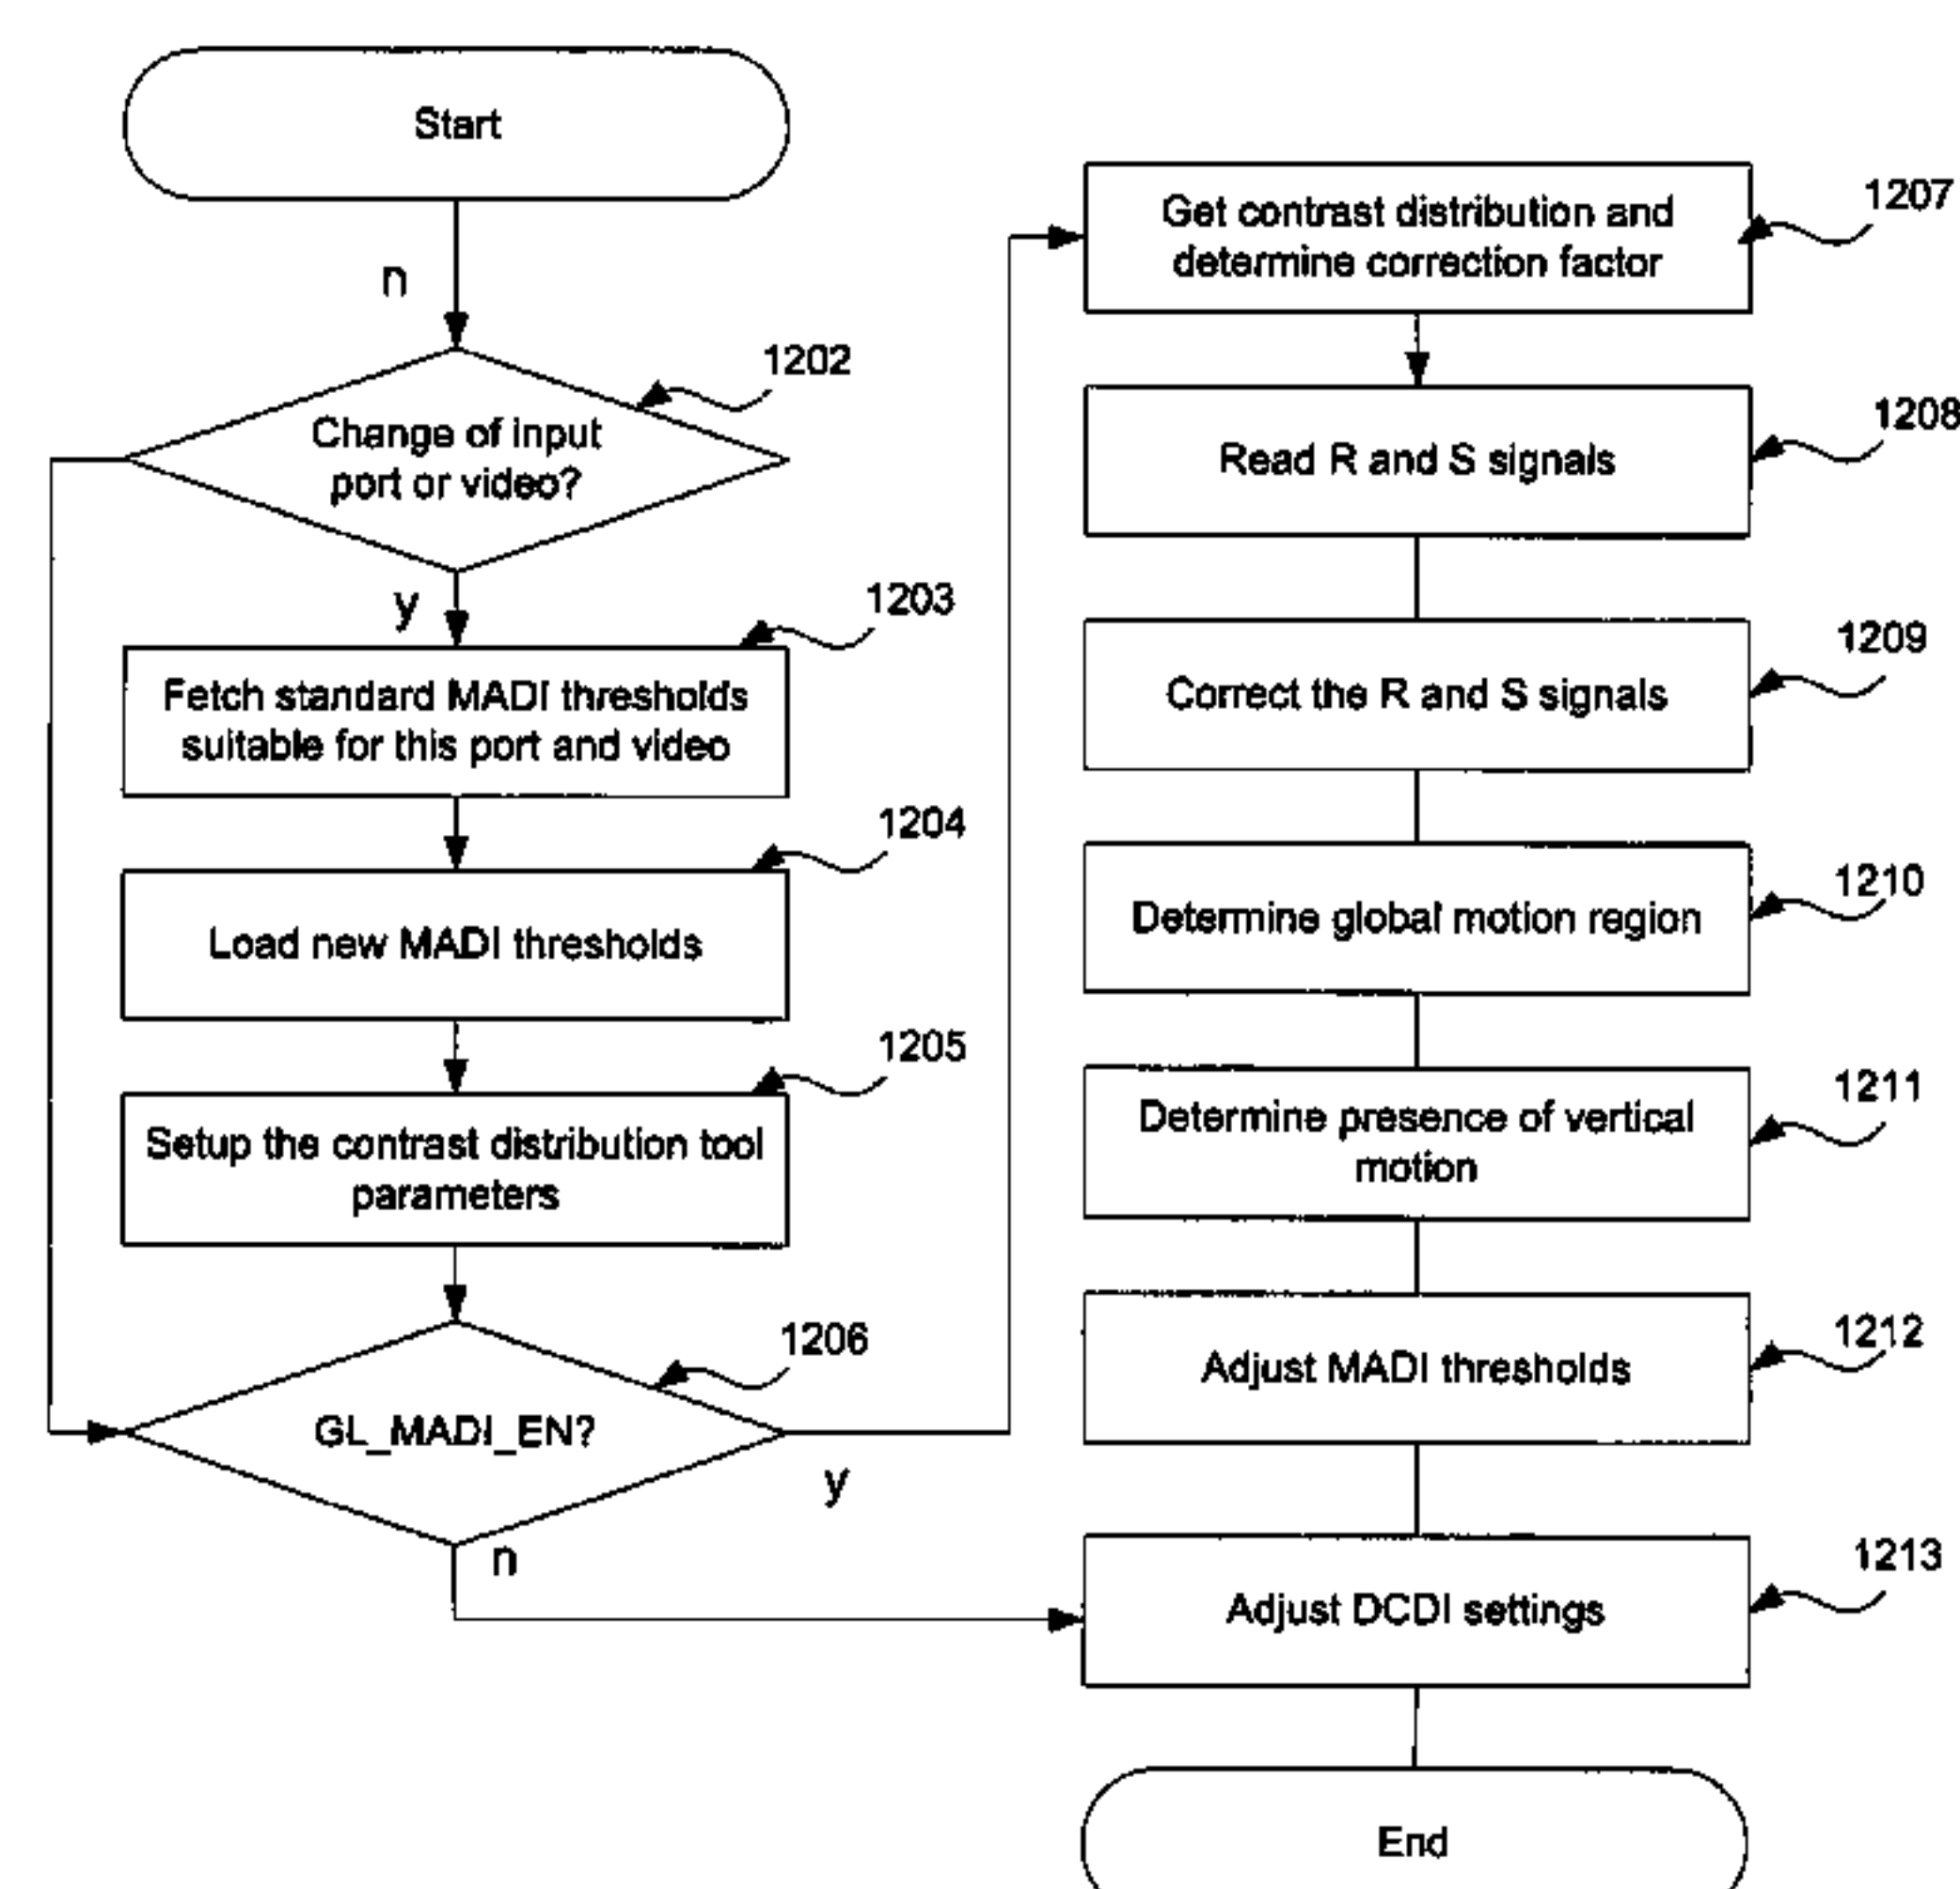 Start
n
1202
Change of input
port or video?
y
1203
Fetch standard MADI thresholds
suitable for this port and video
1204
Load new MADI thresholds
1205
Setup the contrast distribution tool
parameters
1206
GL_MADI_EN?
y
n
1207
Get contrast distribution and
determine correction factor
1208
Read R and S signals
1209
Correct the R and S signals
1210
Determine global motion region
1211
Determine presence of vertical
motion
1212
Adjust MADI thresholds
1213
Adjust DCDI settings
End